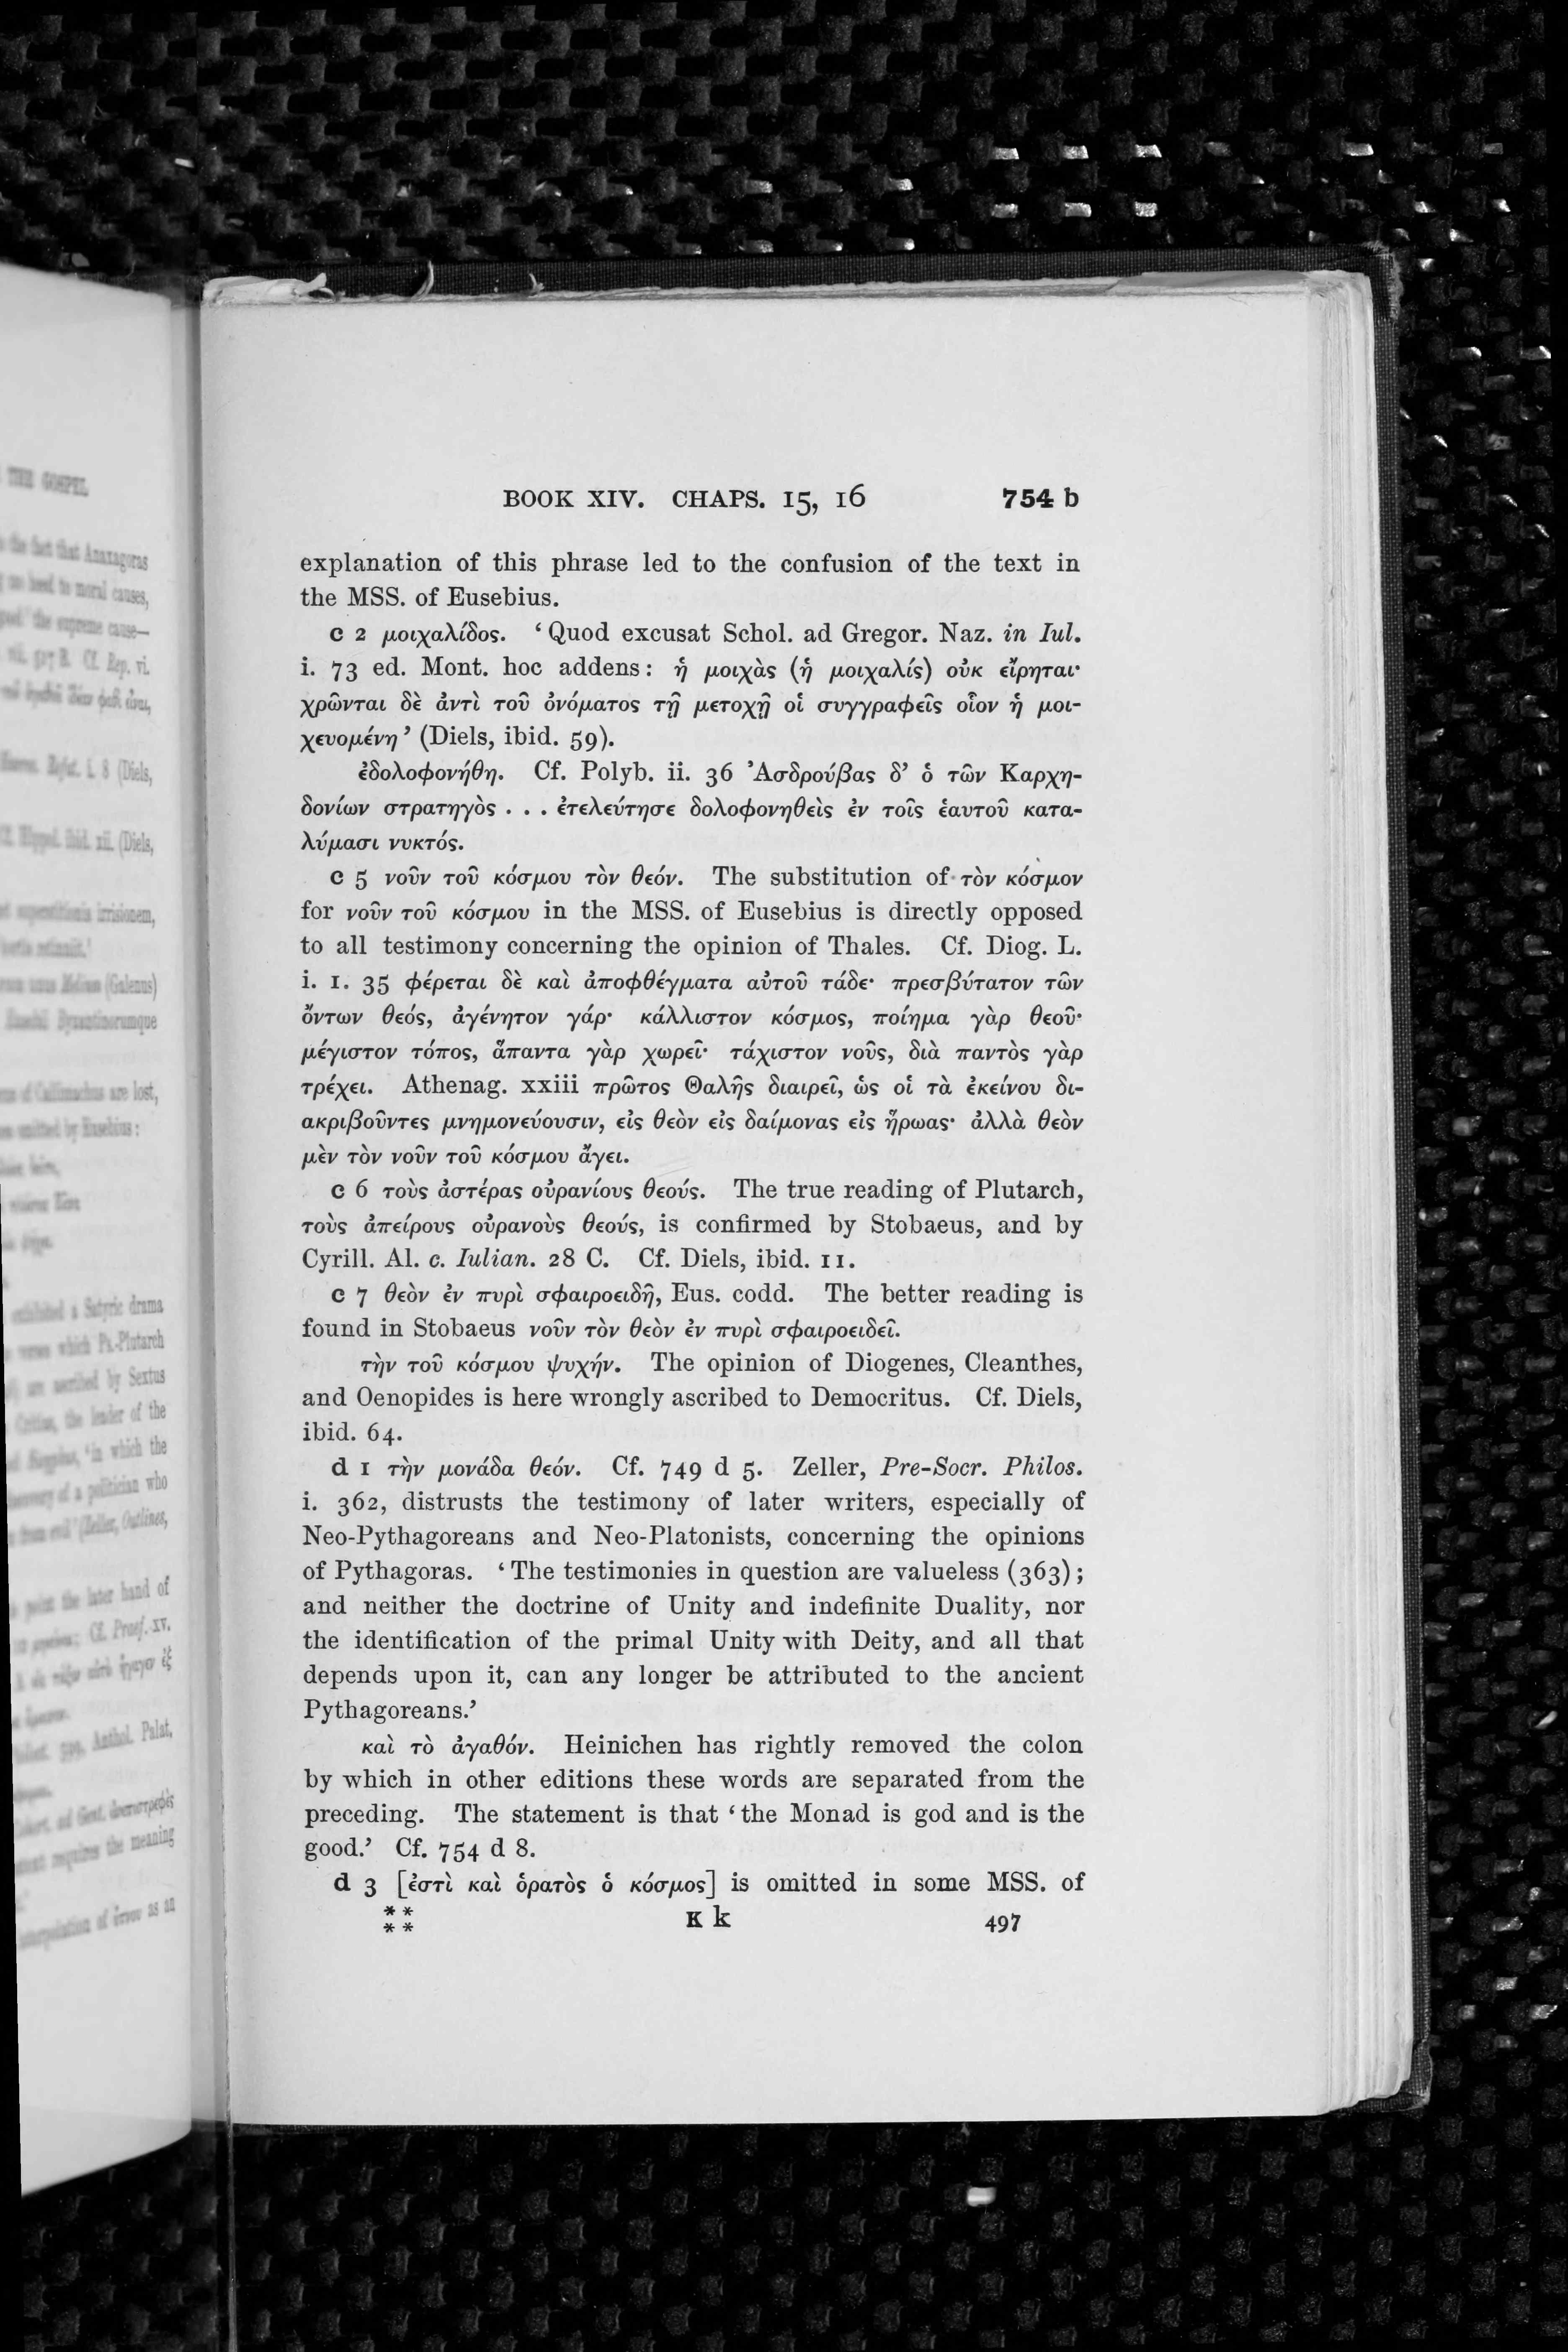 BOOK XIV. CHAPS. 15, 16 754 b
explanation of this phrase led to the confusion of the text in
the MSS. of Eusebius.
c 2 μοιχαλίδος. ‘Quod excusat Schol. ad Gregor. Naz. in Iul.
i. 73 ed. Mont. hoc addens: ἡ μοιχὰς (ἡ μοιχαλίς) οὐκ εἴρηται·
χρῶνται δὲ ἀντὶ τοῦ ὀνόματος τῇ μετοχῇ οἱ συγγραφεῖς οἷον ἡ μοι-
χευομένη’ (Diels, ibid. 59).
ἐδολοφονήθη. Cf. Polyb. ii. 36 Ἀσδρούβας δ’ ὁ τῶν Καρχη-
δονίων στρατηγὸς . . . ἐτελεύτησε δολοφονηθεὶς ἐν τοῖς ἑαυτοῦ κατα-
λύμασι νυκτός.
c 5 νοῦν τοῦ κόσμου τὸν θεόν. The substitution of τὸν κόσμον
for νοῦν τοῦ κόσμου in the MSS. of Eusebius is directly opposed
to all testimony concerning the opinion of Thales. Cf. Diog. L.
i. 1. 35 φέρεται δὲ καὶ ἀποφθέγματα αὐτοῦ τάδε· πρεσβύτατον τῶν
ὄντων θεός, ἀγένητον γάρ· κάλλιστον κόσμος, ποίημα γὰρ θεοῦ·
μέγιστον τόπος, ἅπαντα γὰρ χωρεῖ· τάχιστον νοῦς, διὰ παντὸς γὰρ
τρέχει. Athenag. xxiii πρῶτος Θαλῆς διαιρεῖ, ὡς οἱ τὰ ἐκείνου δι-
ακριβοῦντες μνημονεύουσιν, εἰς θεὸν εἰς δαίμονας εἰς ἥρωας· ἀλλὰ θεὸν
μὲν τὸν νοῦν τοῦ κόσμου ἄγει.
c 6 τοὺς ἀστέρας οὐρανίους θεούς. The true reading of Plutarch,
τοὺς ἀπείρους οὐρανοὺς θεούς, is confirmed by Stobaeus, and by
Cyrill. Al. c. Iulian. 28 C. Cf. Diels, ibid. 11.
c 7 θεὸν ἐν πυρὶ σφαιροειδῆ, Eus. codd. The better reading is
found in Stobaeus νοῦν τὸν θεὸν ἐν πυρὶ σφαιροειδεῖ.
τὴν τοῦ κόσμου ψυχήν. The opinion of Diogenes, Cleanthes,
and Oenopides is here wrongly ascribed to Democritus. Cf. Diels,
ibid. 64.
d 1 τὴν μονάδα θεόν. Cf. 749 d 5. Zeller, Pre-Socr. Philos.
i. 362, distrusts the testimony of later writers, especially of
Neo-Pythagoreans and Neo-Platonists, concerning the opinions
of Pythagoras. ‘The testimonies in question are valueless (363);
and neither the doctrine of Unity and indefinite Duality, nor
the identification of the primal Unity with Deity, and all that
depends upon it, can any longer be attributed to the ancient
Pythagoreans.’
καὶ τὸ ἀγαθόν. Heinichen has rightly removed the colon
by which in other editions these words are separated from the
preceding. The statement is that ‘the Monad is god and is the
good.’ Cf. 754 d 8.
d 3 [ἐστὶ καὶ ὁρατὸς ὁ κόσμος] is omitted in some MSS. of
** ** K k 497